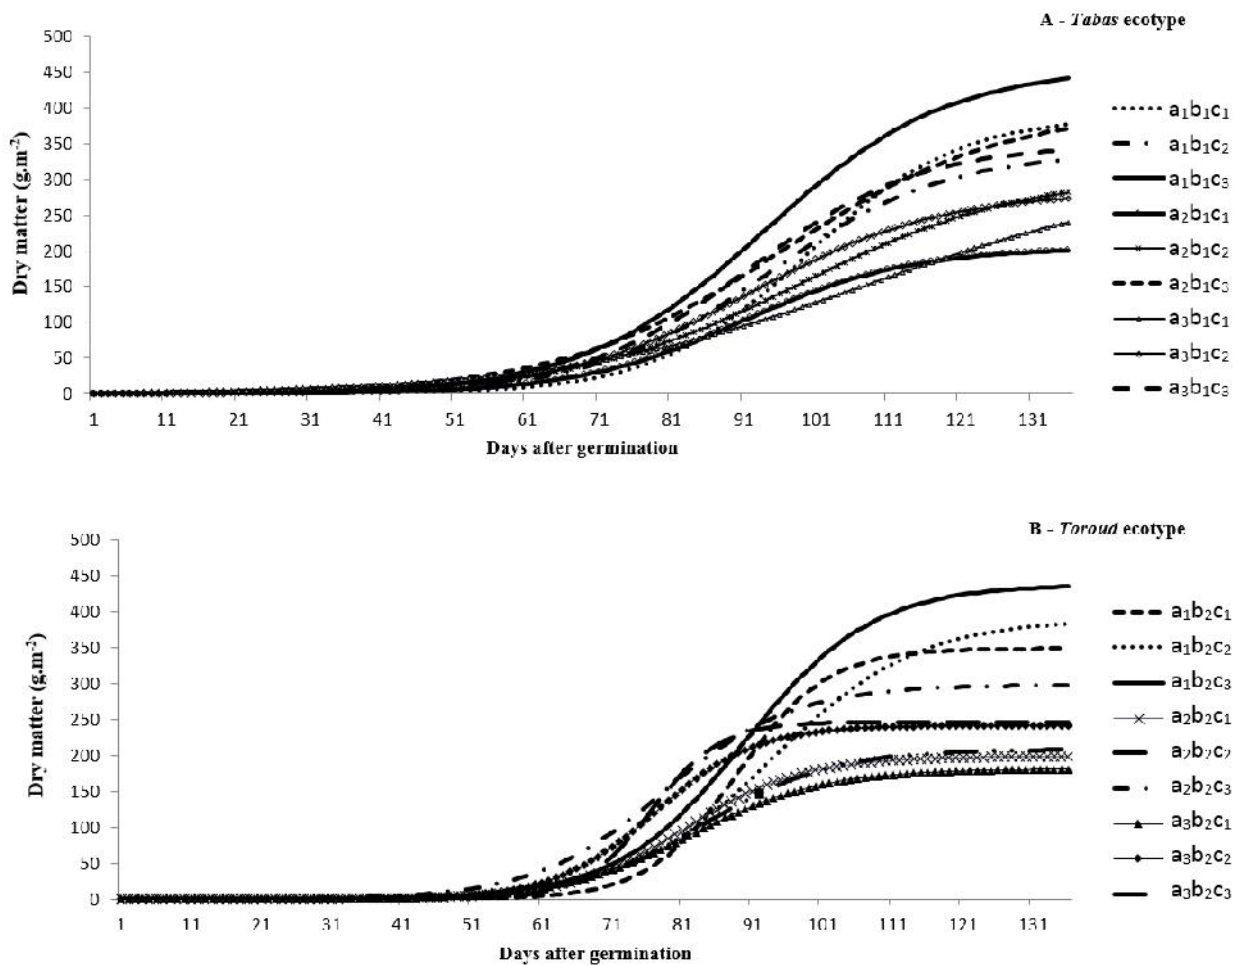 A - Tabas ecotype
500
450
400
350
300
250
200
150
100
50
0
Dry matter (g.m⁻²)
1 11 21 31 41 51 61 71 81 91 101 111 121 131
Days after germination
a₁b₁c₁
a₁b₁c₂
a₁b₁c₃
a₂b₁c₁
a₂b₁c₂
a₂b₁c₃
a₃b₁c₁
a₃b₁c₂
a₃b₁c₃
B - Toroud ecotype
500
450
400
350
300
250
200
150
100
50
0
Dry matter (g.m⁻²)
1 11 21 31 41 51 61 71 81 91 101 111 121 131
Days after germination
a₁b₂c₁
a₁b₂c₂
a₁b₂c₃
a₂b₂c₁
a₂b₂c₂
a₂b₂c₃
a₃b₂c₁
a₃b₂c₂
a₃b₂c₃